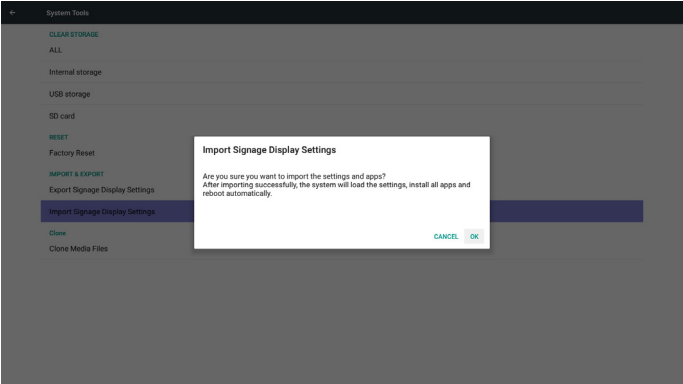 System Tools
CLEAR STORAGE
ALL
Internal storage
USB storage
SD card
RESET
Factory Reset
IMPORT & EXPORT
Export Signage Display Settings
Import Signage Display Settings
Clone
Clone Media Files
Import Signage Display Settings
Are you sure you want to import the settings and apps?
After importing successfully, the system will load the settings, install all apps and
reboot automatically.
CANCEL OK